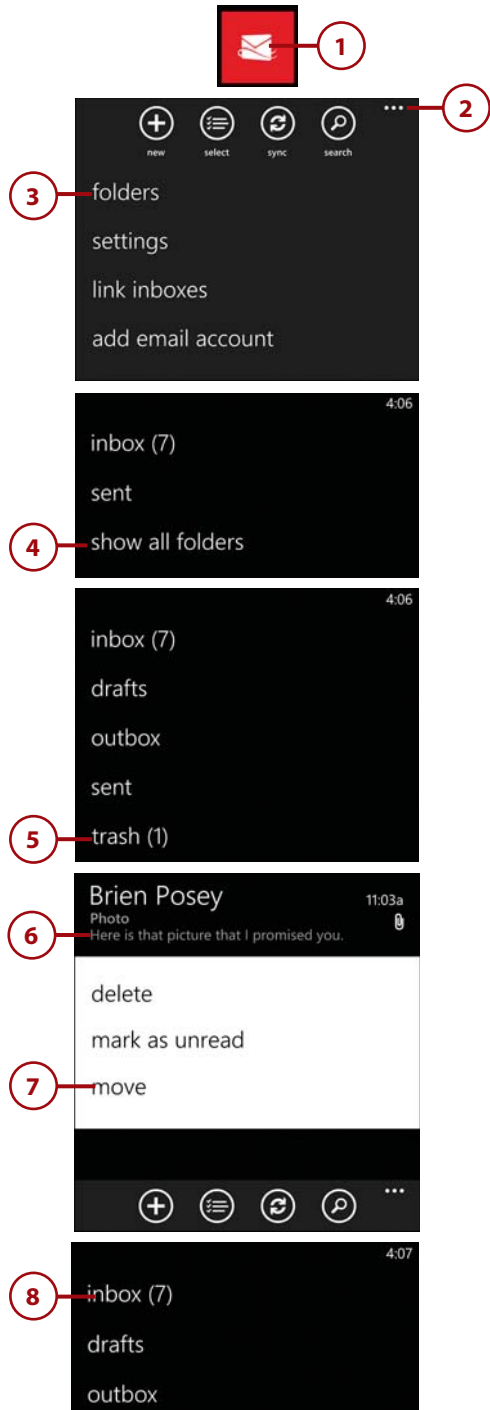 1
2
new select sync search
3 folders
settings
link inboxes
add email account
4:06
inbox (7)
sent
4 show all folders
4:06
inbox (7)
drafts
outbox
sent
5 trash (1)
Brien Posey 11:03a
Photo
6 Here is that picture that I promised you.
delete
mark as unread
7 move
4:07
8 inbox (7)
drafts
outbox